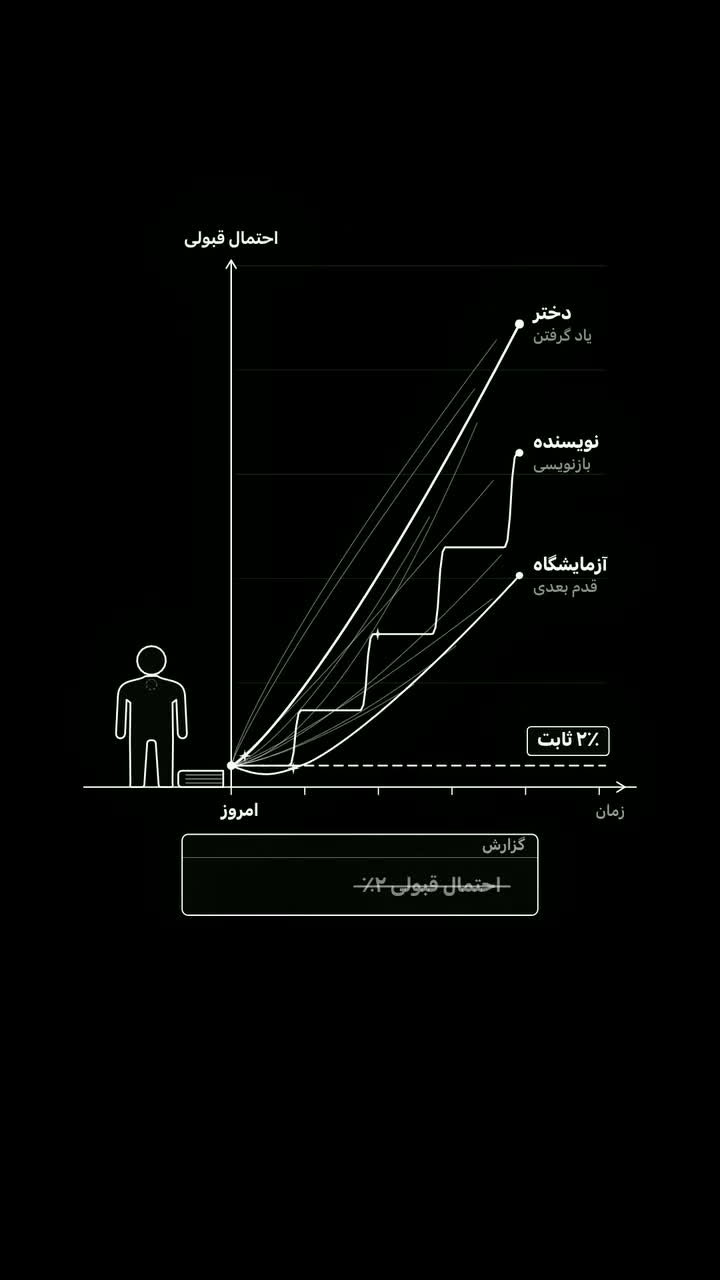 احتمال قبولی
دختر
یاد گرفتن
نویسنده
بازنویسی
آزمایشگاه
قدم بعدی
۲٪ ثابت
امروز
زمان
گزارش
احتمال قبولی ۲٪